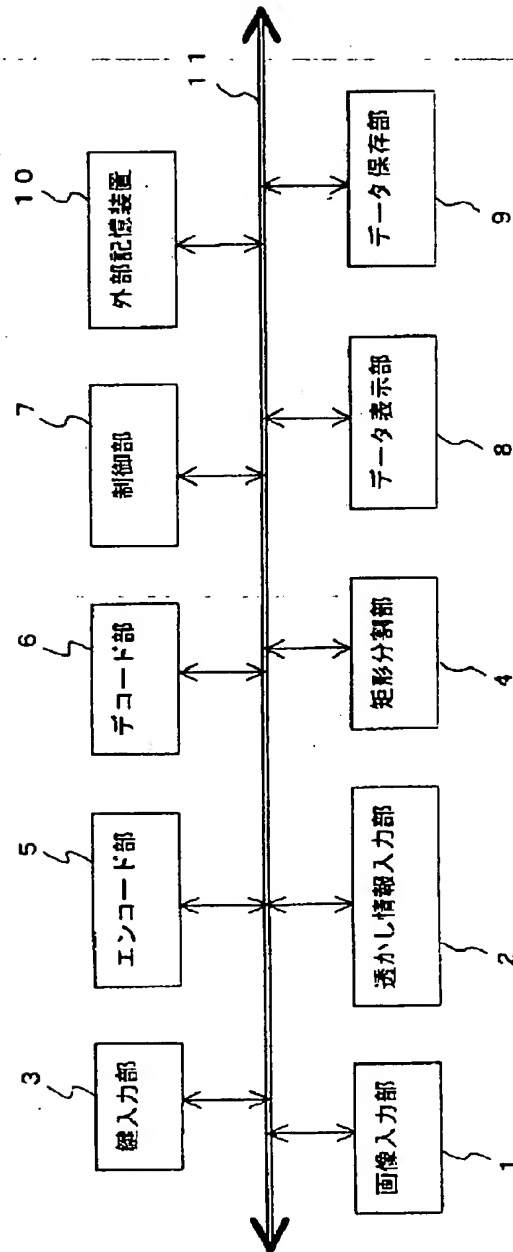 3
鍵入力部
5
エンコード部
6
デコード部
7
制御部
10
外部記憶装置
11
画像入力部
1
透かし情報入力部
2
矩形分割部
4
データ表示部
8
データ保存部
9